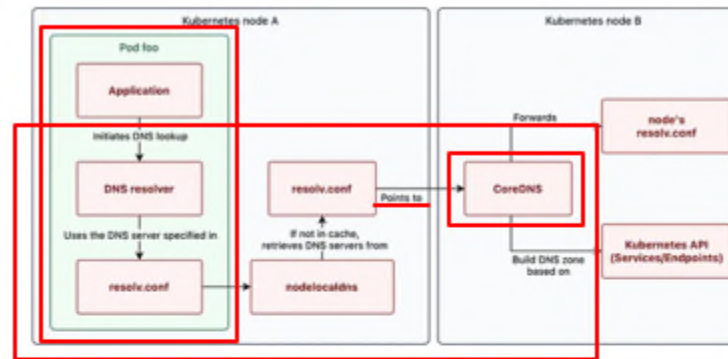 Kubernetes node A
Kubernetes node B
Pod foo
Application
Initiates DNS lookup
DNS resolver
Uses the DNS server specified in
resolv.conf
nodelocaldns
If not in cache,
retrieves DNS servers from
resolv.conf
Points to
CoreDNS
Forwards
node's
resolv.conf
Build DNS zone
based on
Kubernetes API
(Services/Endpoints)